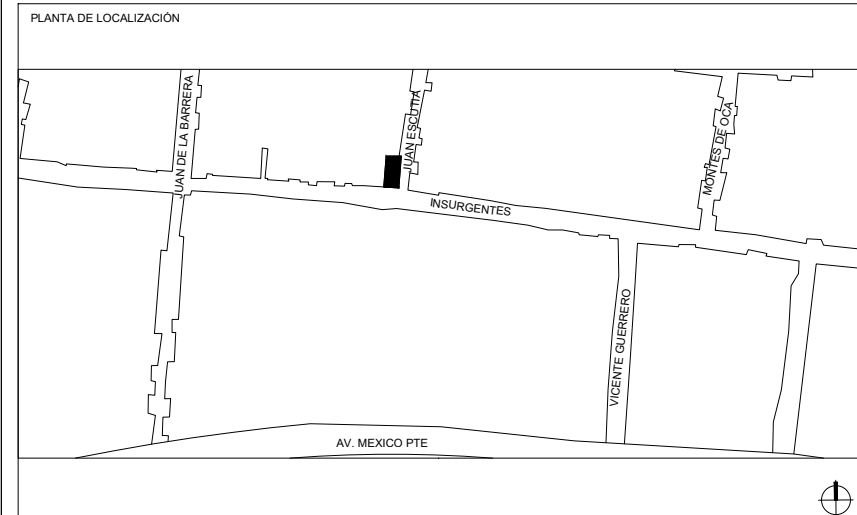 PLANTA DE LOCALIZACIÓN
JUAN DE LA BARRERA
JUAN ESCUTIA
MONTES DE OCA
INSURGENTES
VICENTE GUERRERO
AV. MEXICO PTE